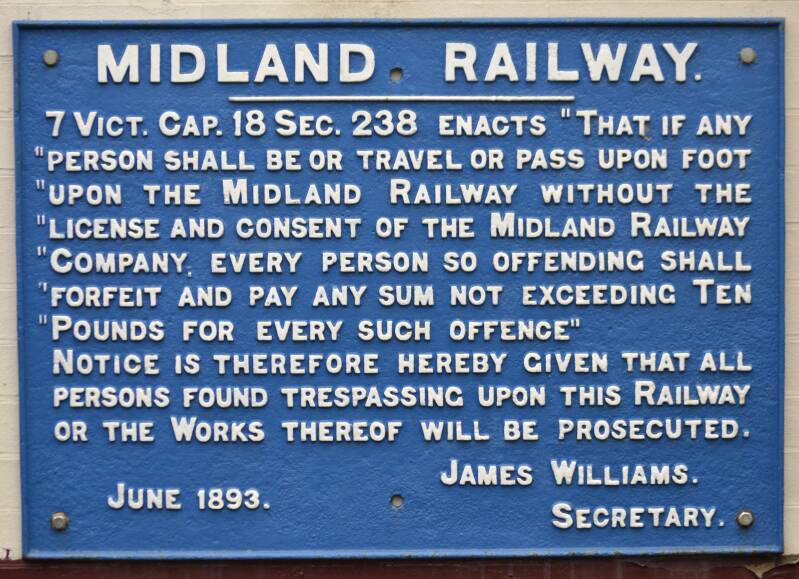 MIDLAND RAILWAY.
7 VICT. CAP. 18 SEC. 238 ENACTS "THAT IF ANY
"PERSON SHALL BE OR TRAVEL OR PASS UPON FOOT
"UPON THE MIDLAND RAILWAY WITHOUT THE
"LICENSE AND CONSENT OF THE MIDLAND RAILWAY
"COMPANY, EVERY PERSON SO OFFENDING SHALL
"FORFEIT AND PAY ANY SUM NOT EXCEEDING TEN
"POUNDS FOR EVERY SUCH OFFENCE"
NOTICE IS THEREFORE HEREBY GIVEN THAT ALL
PERSONS FOUND TRESPASSING UPON THIS RAILWAY
OR THE WORKS THEREOF WILL BE PROSECUTED.
JAMES WILLIAMS.
JUNE 1893.
SECRETARY.